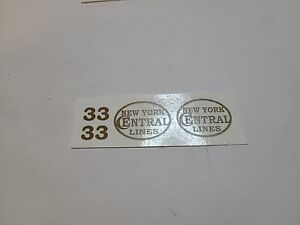 33
33
NEW YORK
CENTRAL
LINES
NEW YORK
CENTRAL
LINES